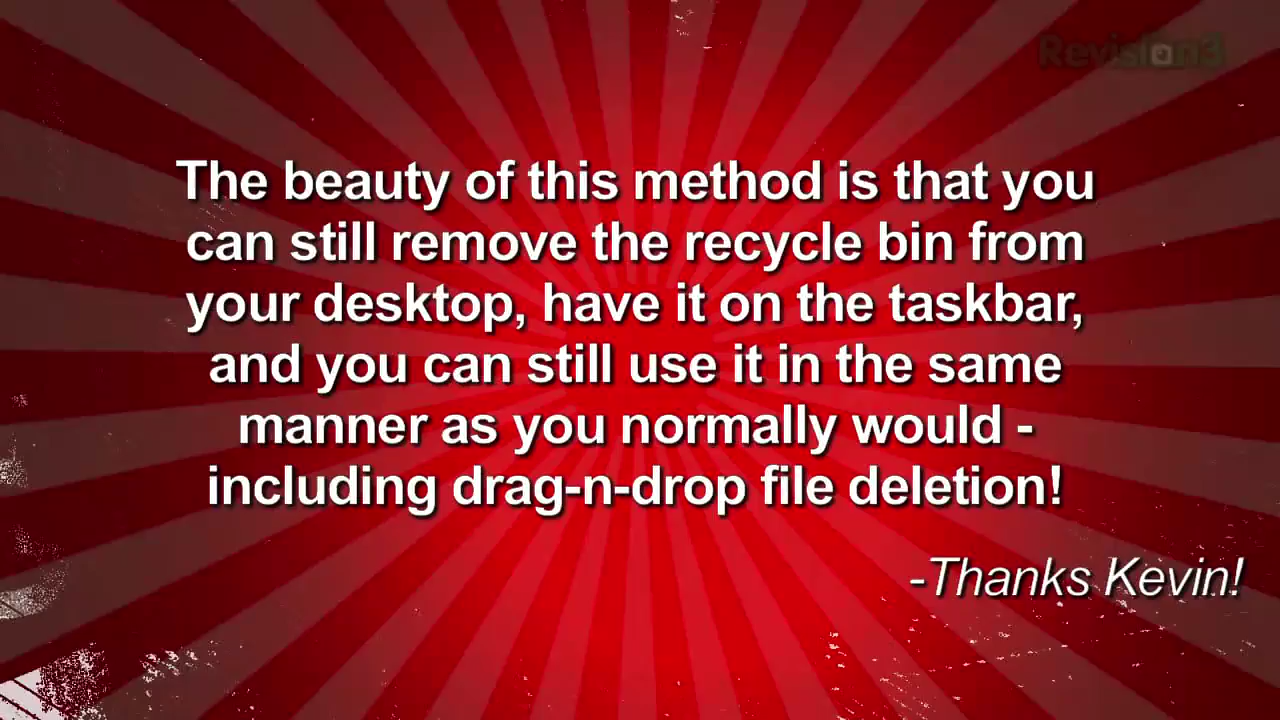 Revision3
The beauty of this method is that you
can still remove the recycle bin from
your desktop, have it on the taskbar,
and you can still use it in the same
manner as you normally would -
including drag-n-drop file deletion!
-Thanks Kevin!